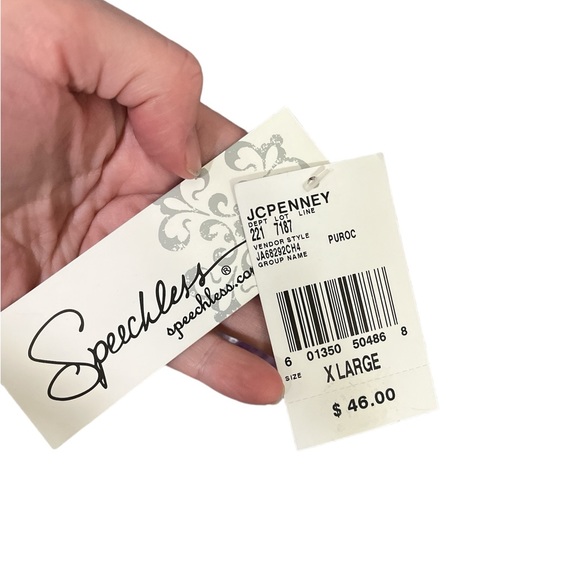 Speechless®
speechless.co
JCPENNEY
DEPT LOT LINE
221 7187
VENDOR STYLE PUROC
JA68292CH4
GROUP NAME
6 01350 50486 8
SIZE X LARGE
$ 46.00